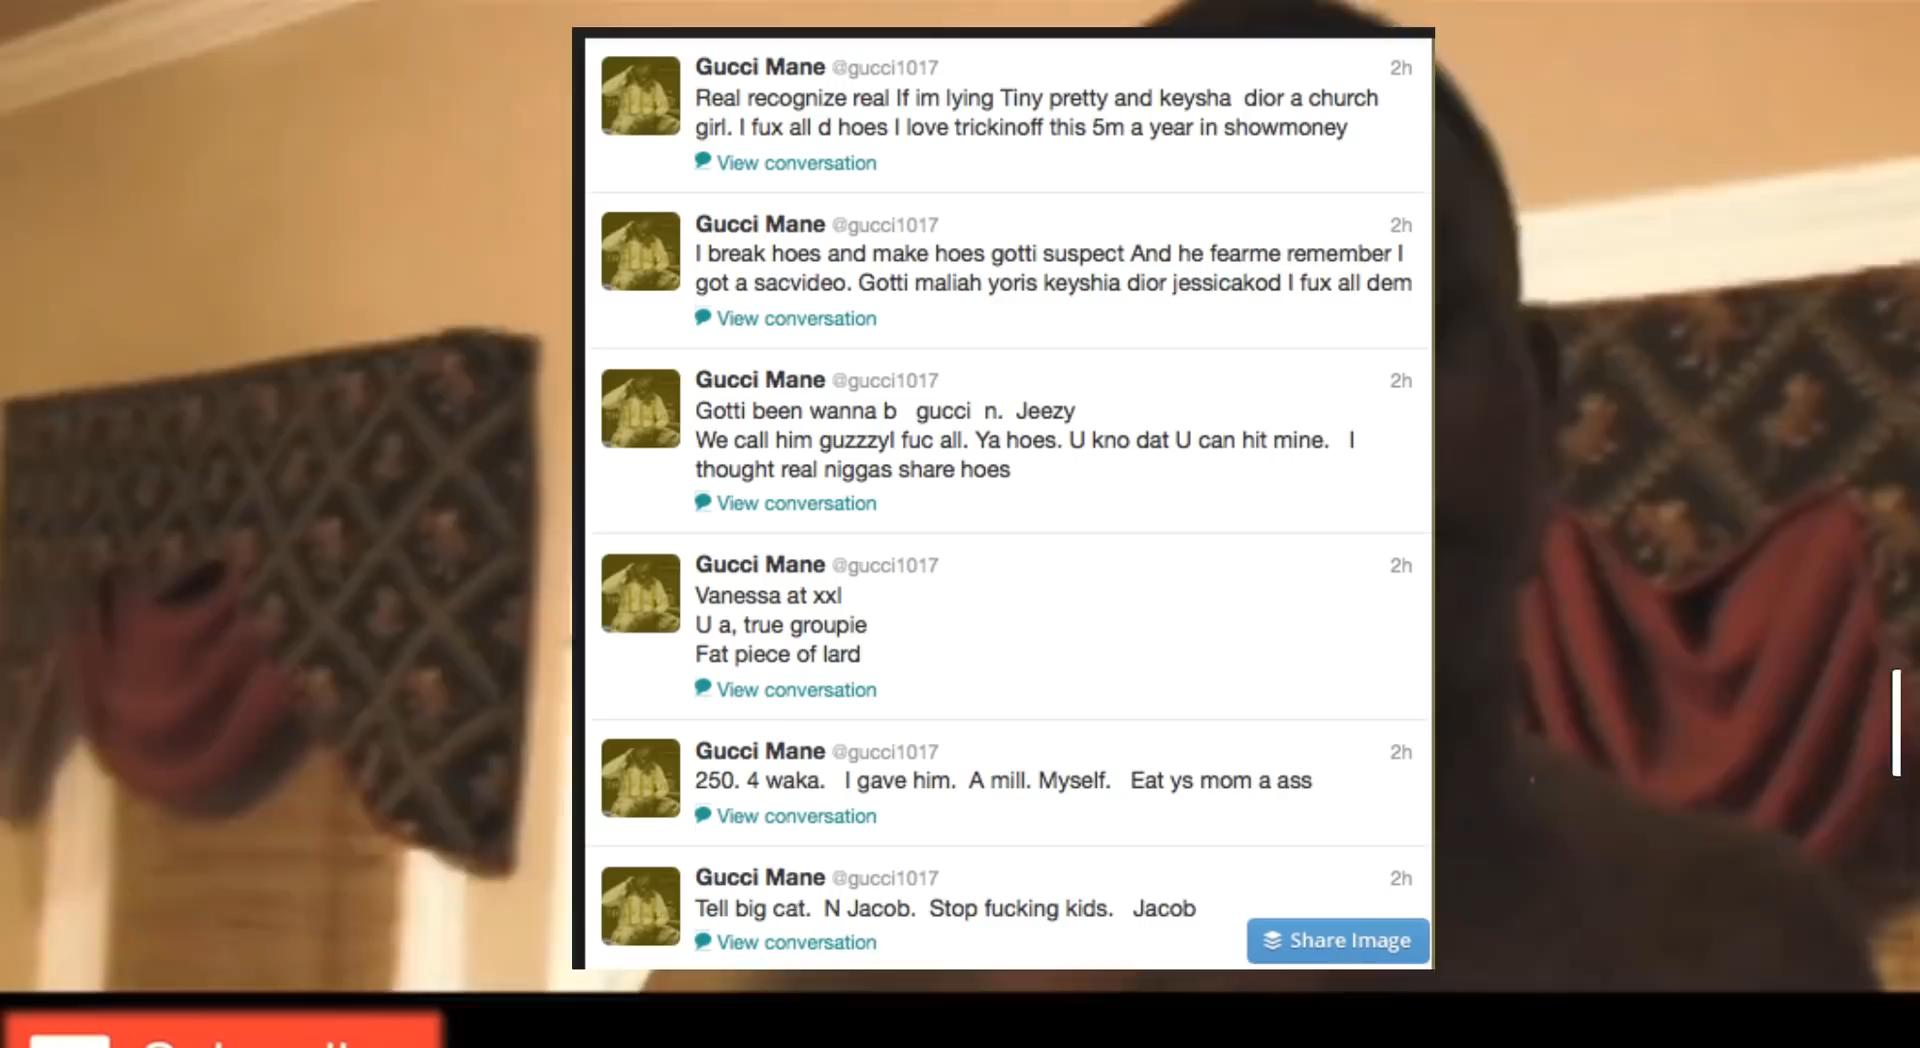 Gucci Mane @gucci1017 2h
Real recognize real If im lying Tiny pretty and keysha dior a church
girl. I fux all d hoes I love trickinoff this 5m a year in showmoney
View conversation
Gucci Mane @gucci1017 2h
I break hoes and make hoes gotti suspect And he fearme remember I
got a sacvideo. Gotti maliah yoris keyshia dior jessicakod I fux all dem
View conversation
Gucci Mane @gucci1017 2h
Gotti been wanna b gucci n. Jeezy
We call him guzzzyI fuc all. Ya hoes. U kno dat U can hit mine. I
thought real niggas share hoes
View conversation
Gucci Mane @gucci1017 2h
Vanessa at xxl
U a, true groupie
Fat piece of lard
View conversation
Gucci Mane @gucci1017 2h
250. 4 waka. I gave him. A mill. Myself. Eat ys mom a ass
View conversation
Gucci Mane @gucci1017 2h
Tell big cat. N Jacob. Stop fucking kids. Jacob
View conversation
Share Image